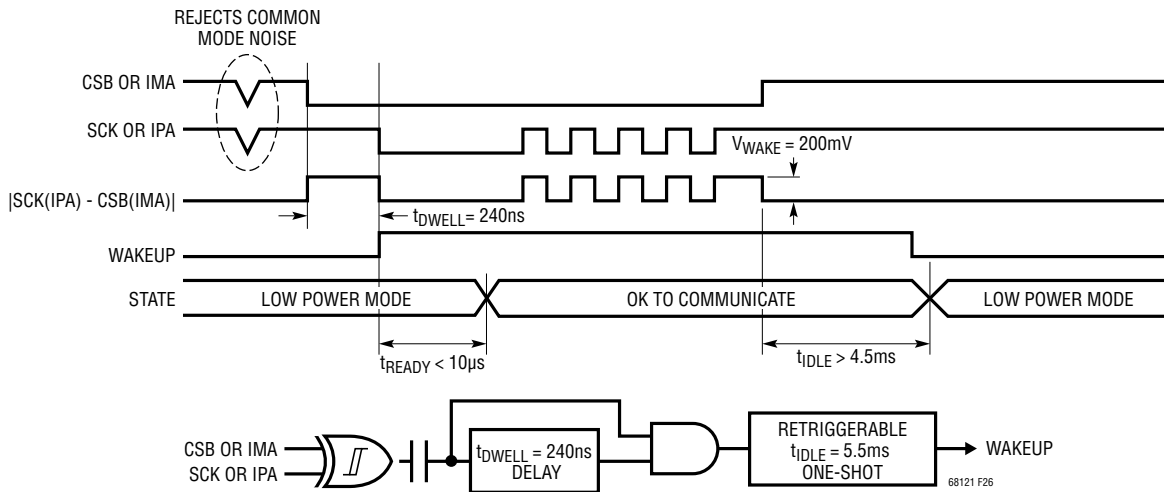 REJECTS COMMON
MODE NOISE
CSB OR IMA
SCK OR IPA
VWAKE = 200mV
|SCK(IPA) - CSB(IMA)|
tDWELL = 240ns
WAKEUP
STATE
LOW POWER MODE
OK TO COMMUNICATE
LOW POWER MODE
tREADY < 10μs
tIDLE > 4.5ms
CSB OR IMA
SCK OR IPA
tDWELL = 240ns
DELAY
RETRIGGERABLE
tIDLE = 5.5ms
ONE-SHOT
WAKEUP
68121 F26